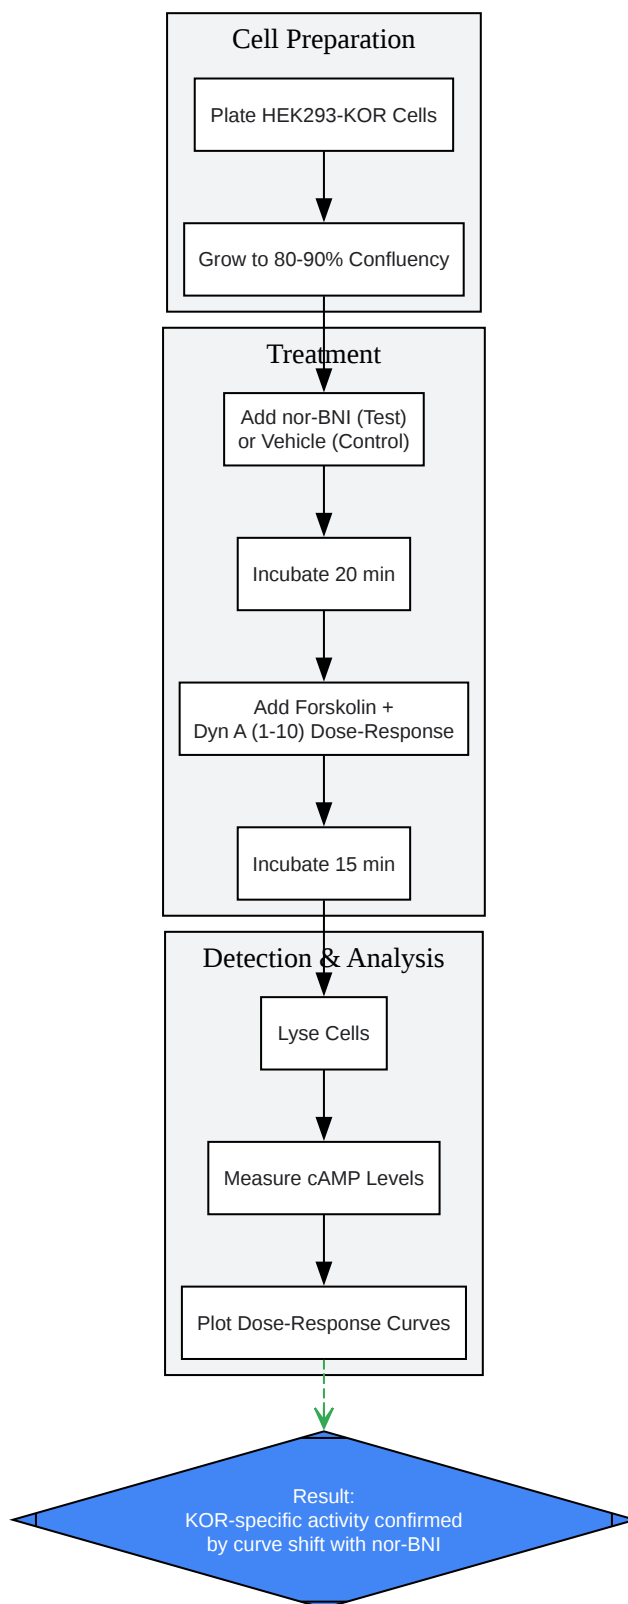 Cell Preparation
Plate HEK293-KOR Cells
Grow to 80-90% Confluency
Treatment
Add nor-BNI (Test)
or Vehicle (Control)
Incubate 20 min
Add Forskolin +
Dyn A (1-10) Dose-Response
Incubate 15 min
Detection & Analysis
Lyse Cells
Measure cAMP Levels
Plot Dose-Response Curves
Result:
KOR-specific activity confirmed
by curve shift with nor-BNI